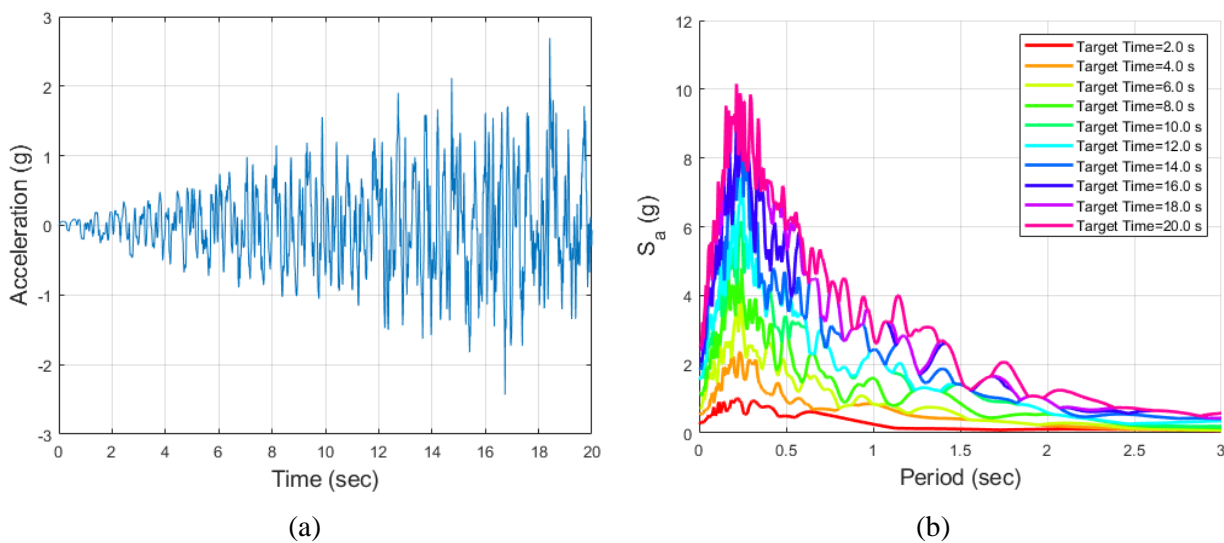 3
2
1
0
-1
-2
-3
Acceleration (g)
0 2 4 6 8 10 12 14 16 18 20
Time (sec)
(a)
12
10
8
6
4
2
0
S_a (g)
Target Time=2.0 s
Target Time=4.0 s
Target Time=6.0 s
Target Time=8.0 s
Target Time=10.0 s
Target Time=12.0 s
Target Time=14.0 s
Target Time=16.0 s
Target Time=18.0 s
Target Time=20.0 s
0 0.5 1 1.5 2 2.5 3
Period (sec)
(b)